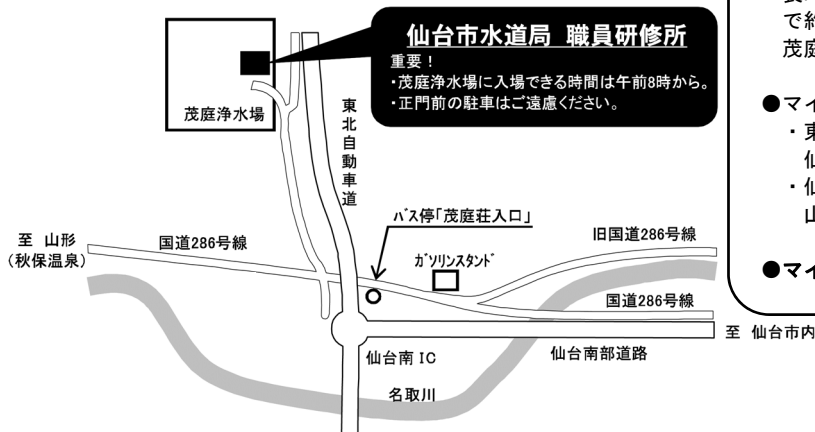 仙台市水道局 職員研修所
重要！
・茂庭浄水場に入場できる時間は午前8時から。
・正門前の駐車はご遠慮ください。
茂庭浄水場
東北自動車道
バス停「茂庭荘入口」
ガソリンスタンド
旧国道286号線
至 山形
（秋保温泉）
国道286号線
国道286号線
至 仙台市内
仙台南 IC
仙台南部道路
名取川
で約
茂庭
●マイ
・東
仙
・仙
山
●マイ